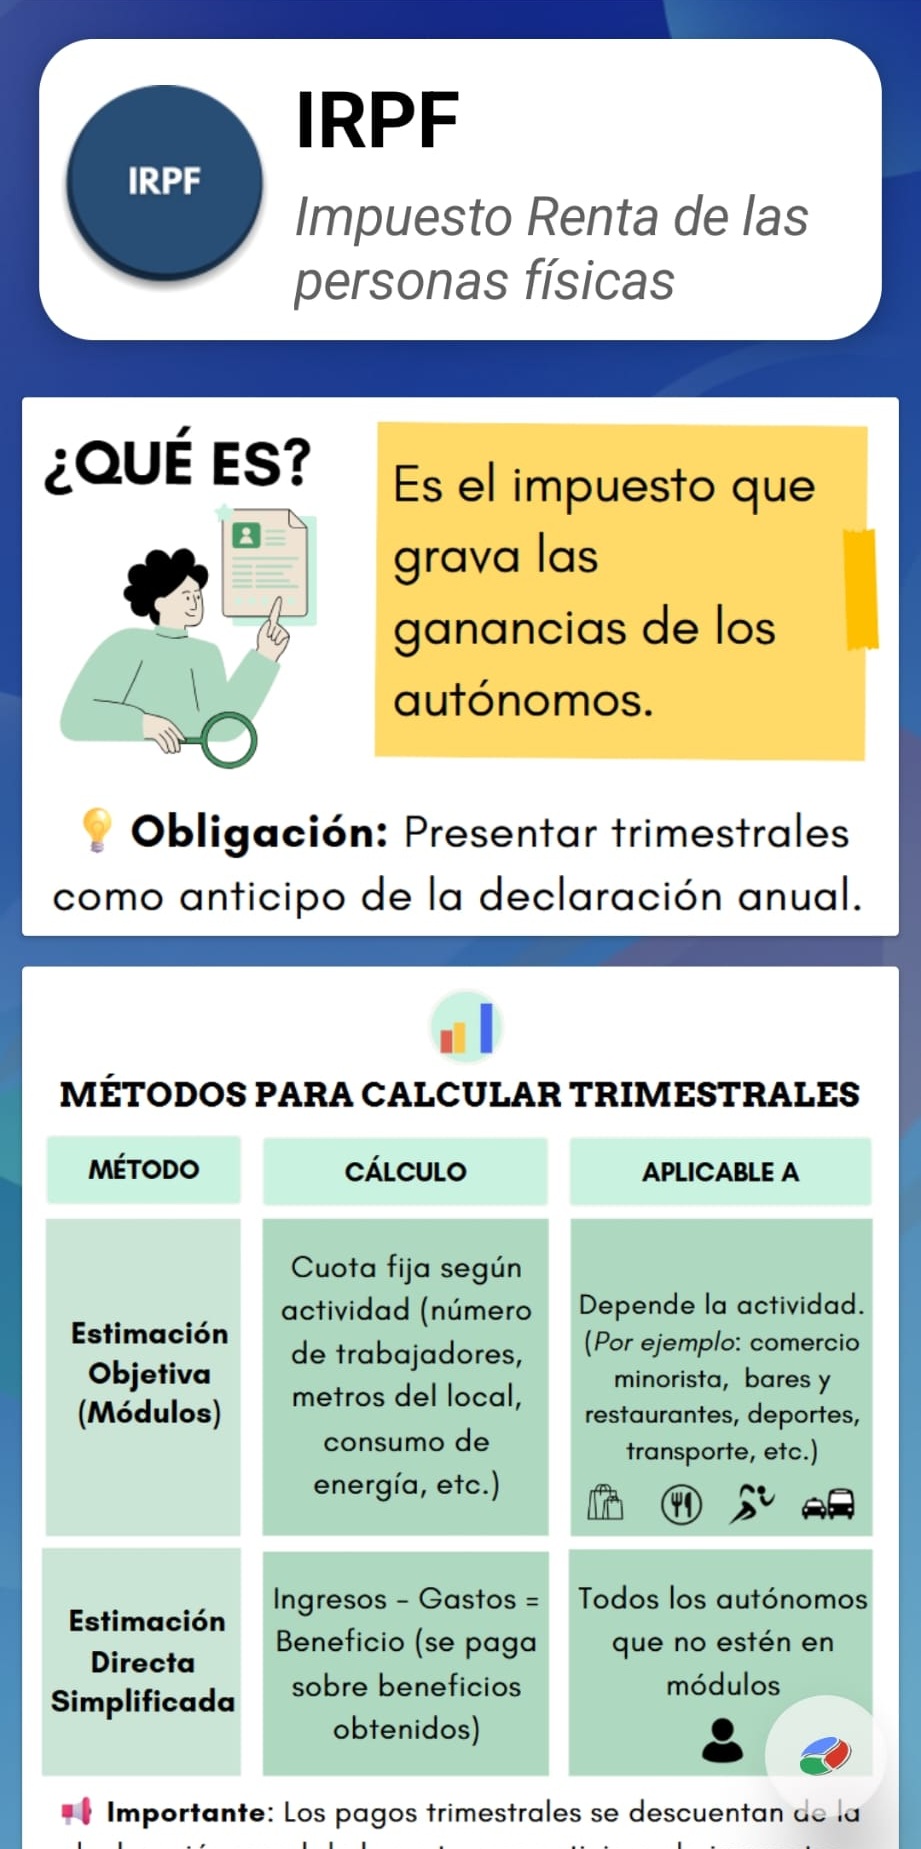 IRPF
IRPF
Impuesto Renta de las
personas físicas
¿QUÉ ES?
Es el impuesto que
grava las
ganancias de los
autónomos.
Obligación: Presentar trimestrales
como anticipo de la declaración anual.
MÉTODOS PARA CALCULAR TRIMESTRALES
MÉTODO
CÁLCULO
APLICABLE A
Estimación
Objetiva
(Módulos)
Cuota fija según
actividad (número
de trabajadores,
metros del local,
consumo de
energía, etc.)
Depende la actividad.
(Por ejemplo: comercio
minorista, bares y
restaurantes, deportes,
transporte, etc.)
Estimación
Directa
Simplificada
Ingresos - Gastos =
Beneficio (se paga
sobre beneficios
obtenidos)
Todos los autónomos
que no estén en
módulos
Importante: Los pagos trimestrales se descuentan de la